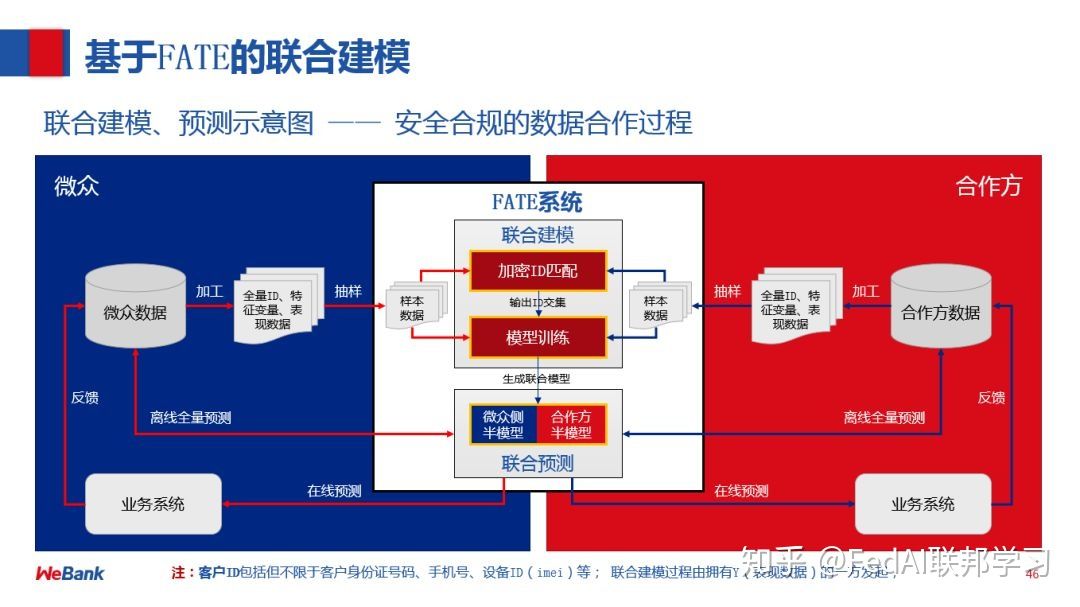 基于FATE的联合建模
联合建模、预测示意图 —— 安全合规的数据合作过程
微众
合作方
FATE系统
联合建模
加密ID匹配
输出ID交集
模型训练
生成联合模型
微众侧
半模型
合作方
半模型
联合预测
样本
数据
样本
数据
微众数据
加工
全量ID、特
征变量、表
现数据
抽样
抽样
全量ID、特
征变量、表
现数据
加工
合作方数据
反馈
离线全量预测
离线全量预测
反馈
业务系统
在线预测
在线预测
业务系统
WeBank
注：客户ID包括但不限于客户身份证号码、手机号、设备ID（imei）等； 联合建模过程由拥有Y（表现数据）的一方发起；
46
知乎 @FedAI联邦学习